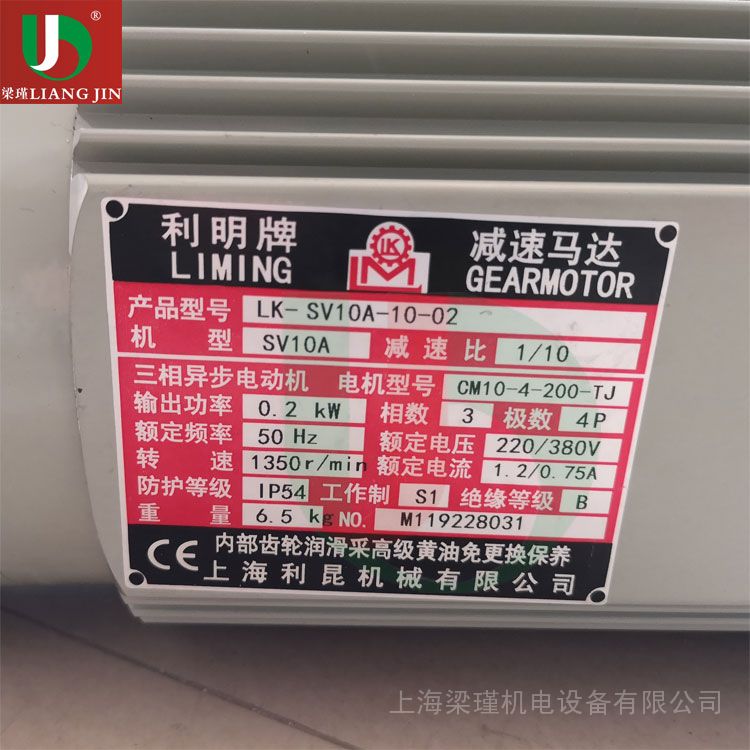 ®
梁瑾LIANG JIN
利明牌 减速马达
LIMING LK M GEARMOTOR
产品型号 LK-SV10A-10-02
机型 SV10A 减速比 1/10
三相异步电动机 电机型号 CM10-4-200-TJ
输出功率 0.2 kW 相数 3 极数 4P
额定频率 50 Hz 额定电压 220/380V
转速 1350r/min 额定电流 1.2/0.75A
防护等级 IP54 工作制 S1 绝缘等级 B
重量 6.5 kg NO. M119228031
CE 内部齿轮润滑采高级黄油免更换保养
上海利昆机械有限公司
上海梁瑾机电设备有限公司